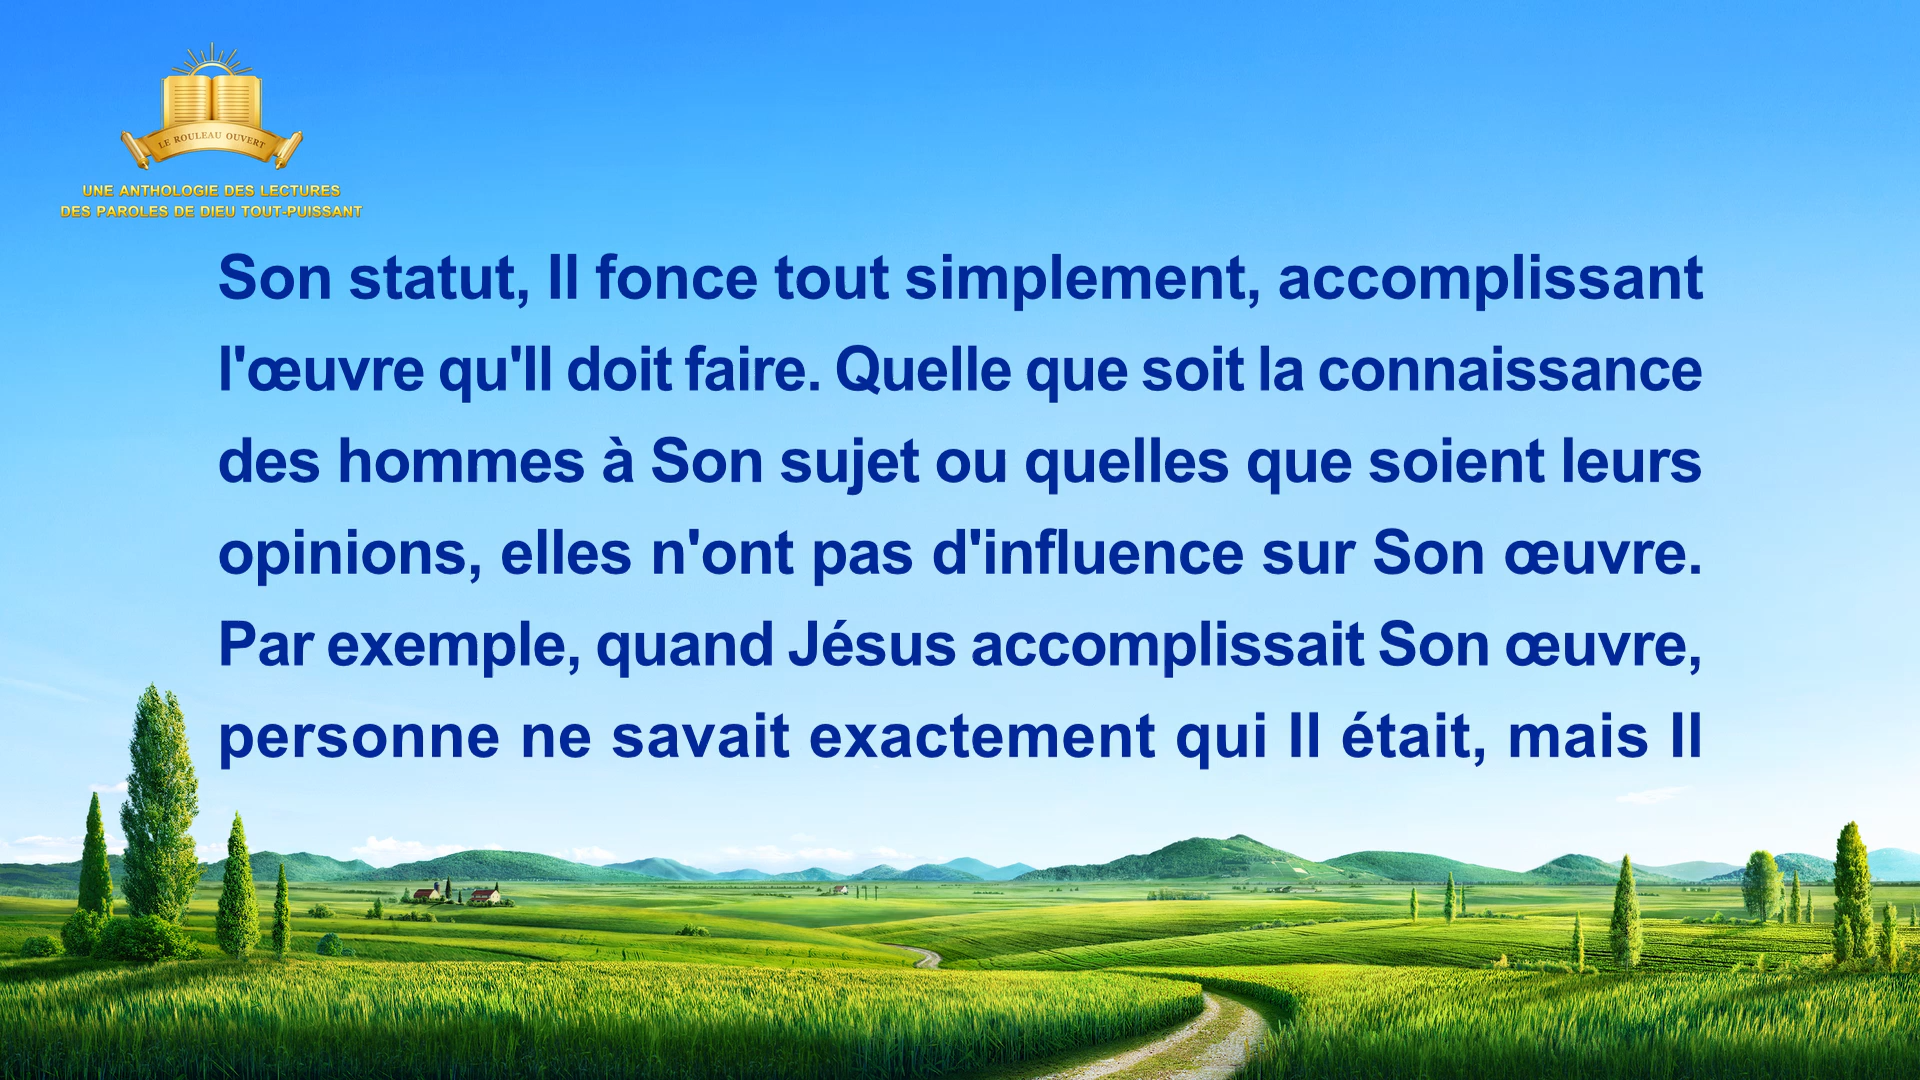 LE ROULEAU OUVERT
UNE ANTHOLOGIE DES LECTURES
DES PAROLES DE DIEU TOUT-PUISSANT
Son statut, Il fonce tout simplement, accomplissant
l'œuvre qu'Il doit faire. Quelle que soit la connaissance
des hommes à Son sujet ou quelles que soient leurs
opinions, elles n'ont pas d'influence sur Son œuvre.
Par exemple, quand Jésus accomplissait Son œuvre,
personne ne savait exactement qui Il était, mais Il